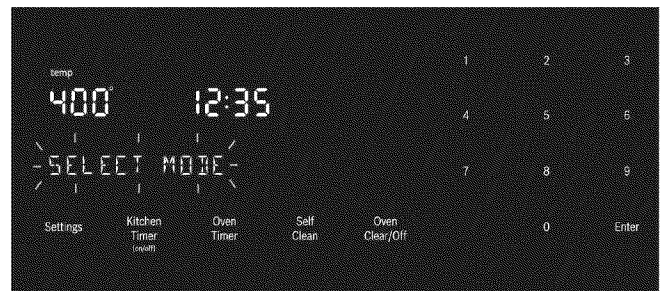 temp
400° 12:35
SELECT MODE
1 2 3
4 5 6
7 8 9
0 Enter
Settings
Kitchen
Timer
(on/off)
Oven
Timer
Self
Clean
Oven
Clear/Off